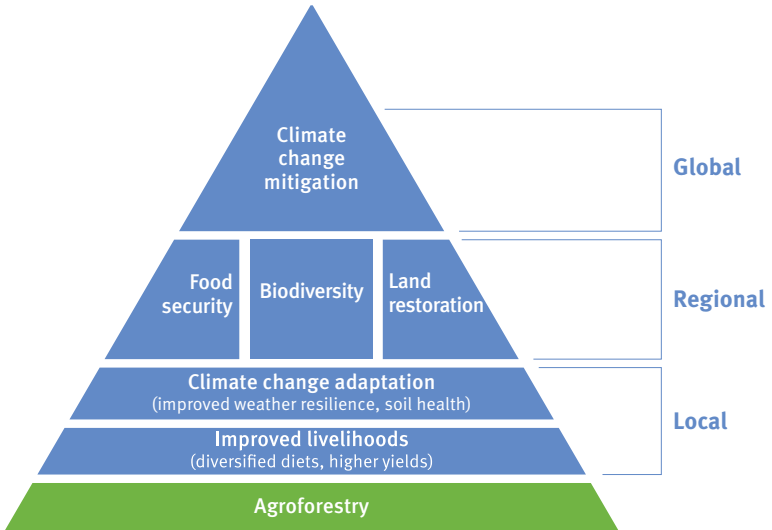 Climate
change
mitigation
Global
Food
security
Biodiversity
Land
restoration
Regional
Climate change adaptation
(improved weather resilience, soil health)
Improved livelihoods
(diversified diets, higher yields)
Local
Agroforestry